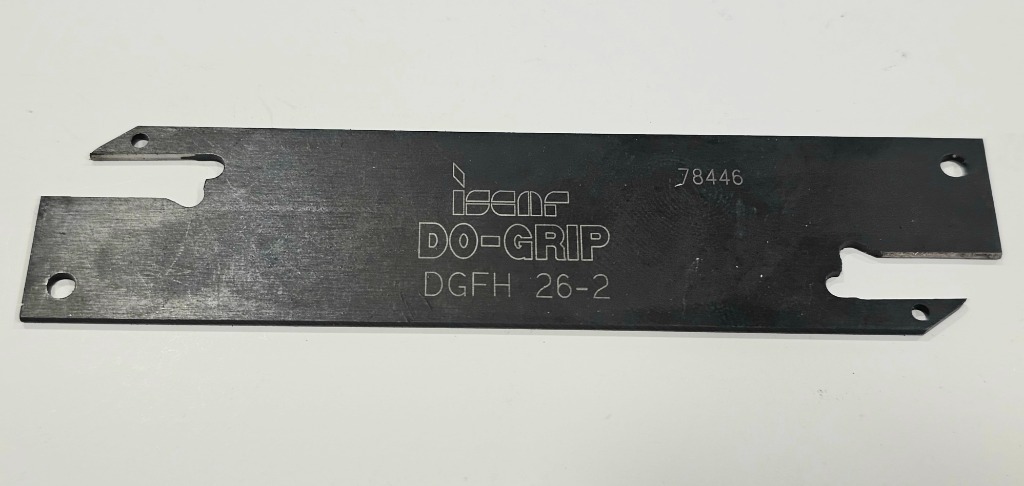 78446
iscar
DO-GRIP
DGFH 26-2